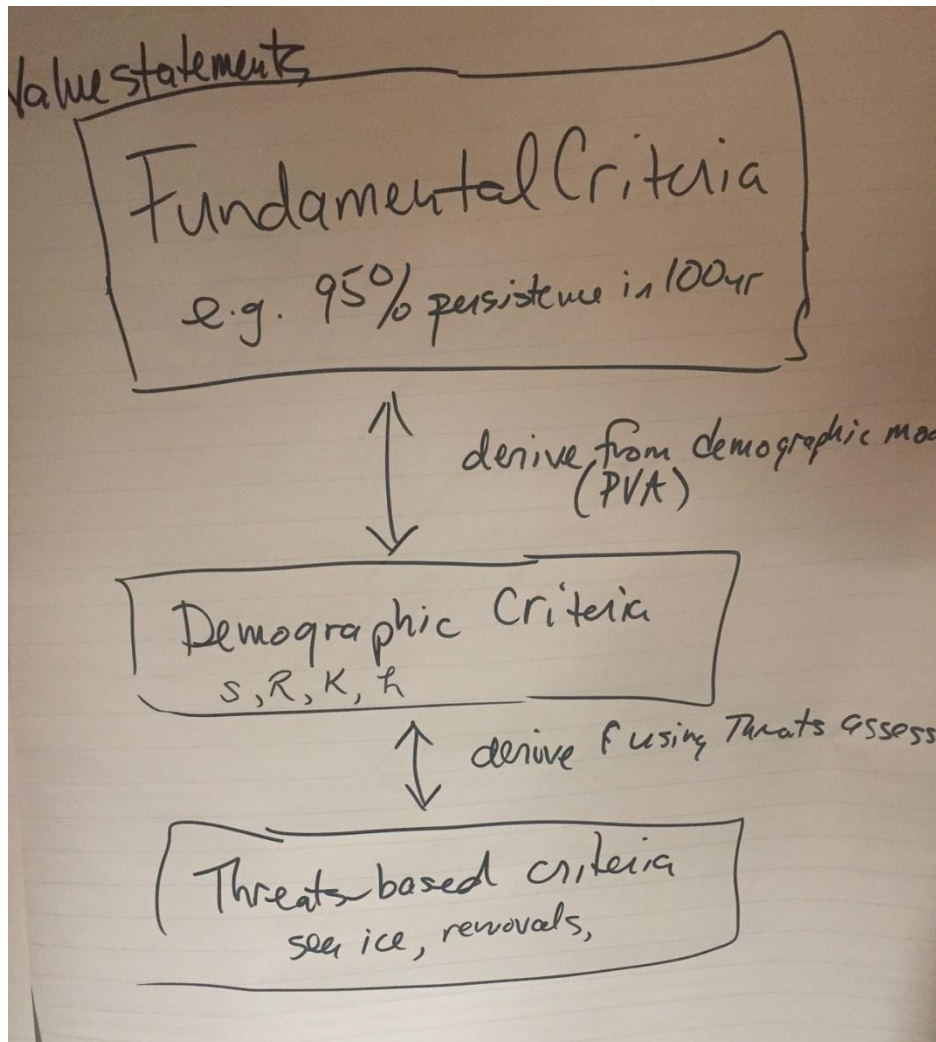 Value statements
Fundamental Criteria
e.g. 95% persistence in 100yr
derive from demographic mod
(PVA)
Demographic Criteria
s, R, K, h
derive f using Threats assess
Threats-based criteria
sea ice, removals,